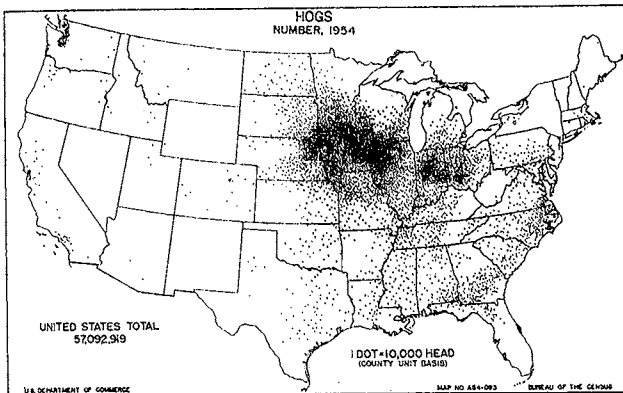 HOGS
NUMBER, 1954
UNITED STATES TOTAL
57,092,919
1 DOT=10,000 HEAD
(COUNTY UNIT BASIS)
U.S. DEPARTMENT OF COMMERCE
MAP NO. A54-093
BUREAU OF THE CENSUS